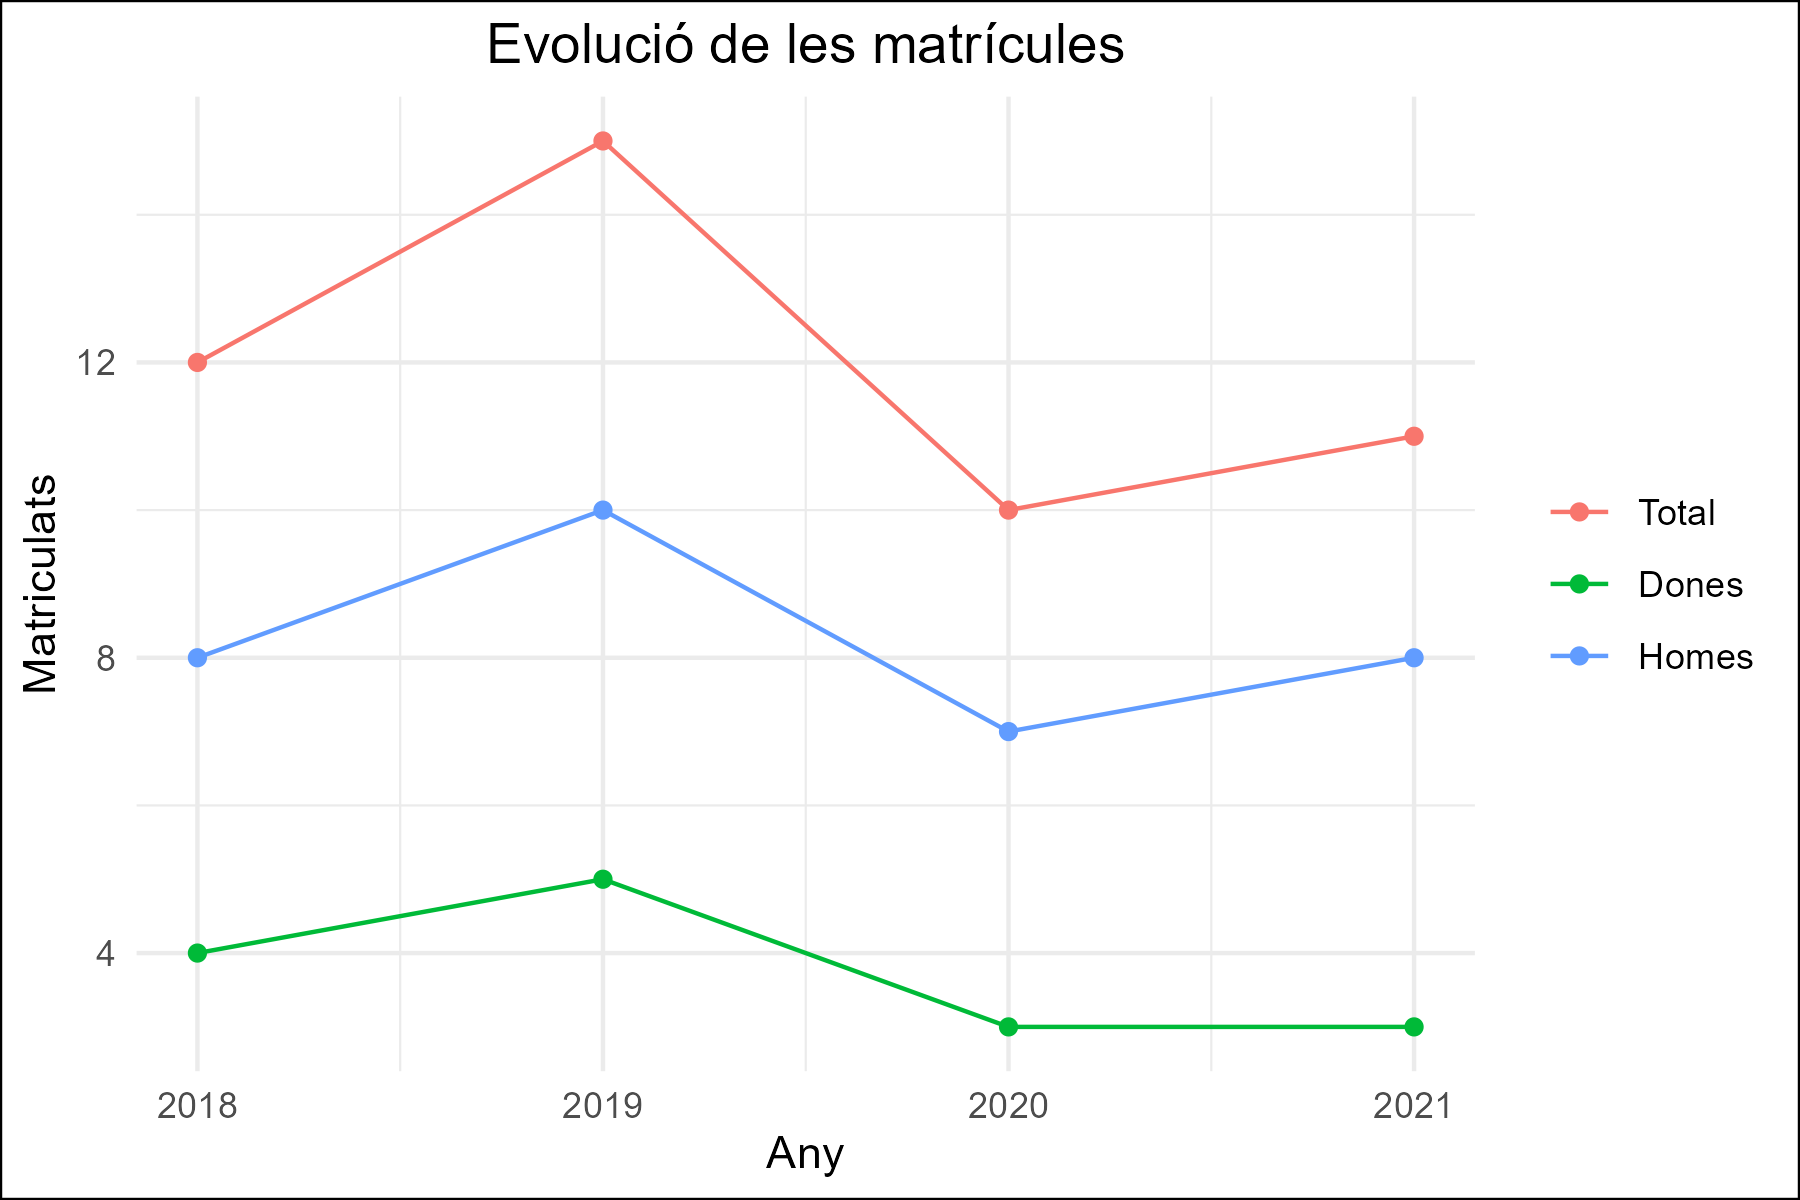 Evolució de les matrícules
12
8
4
Matriculats
2018 2019 2020 2021
Any
Total
Dones
Homes